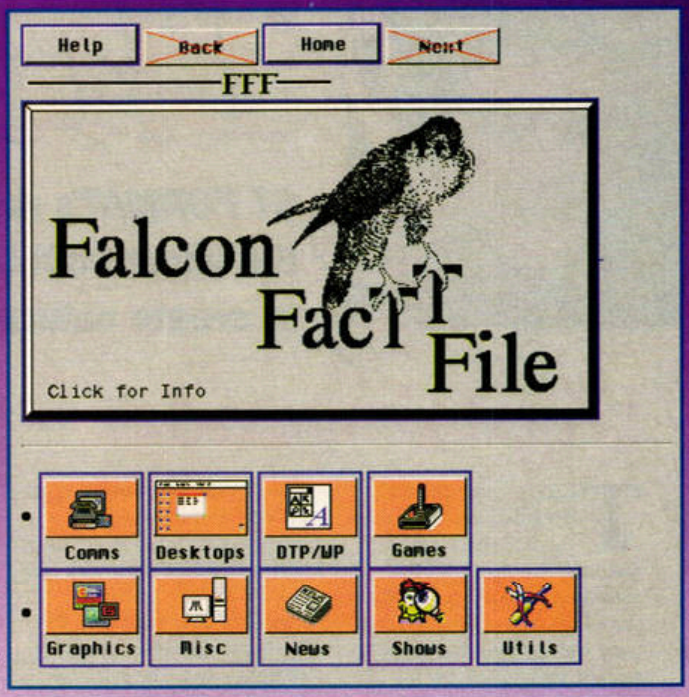 Help Back Home Next
FFF
Falcon
FacTT
File
Click for Info
Comms Desktops DTP/WP Games
Graphics Misc News Shows Utils